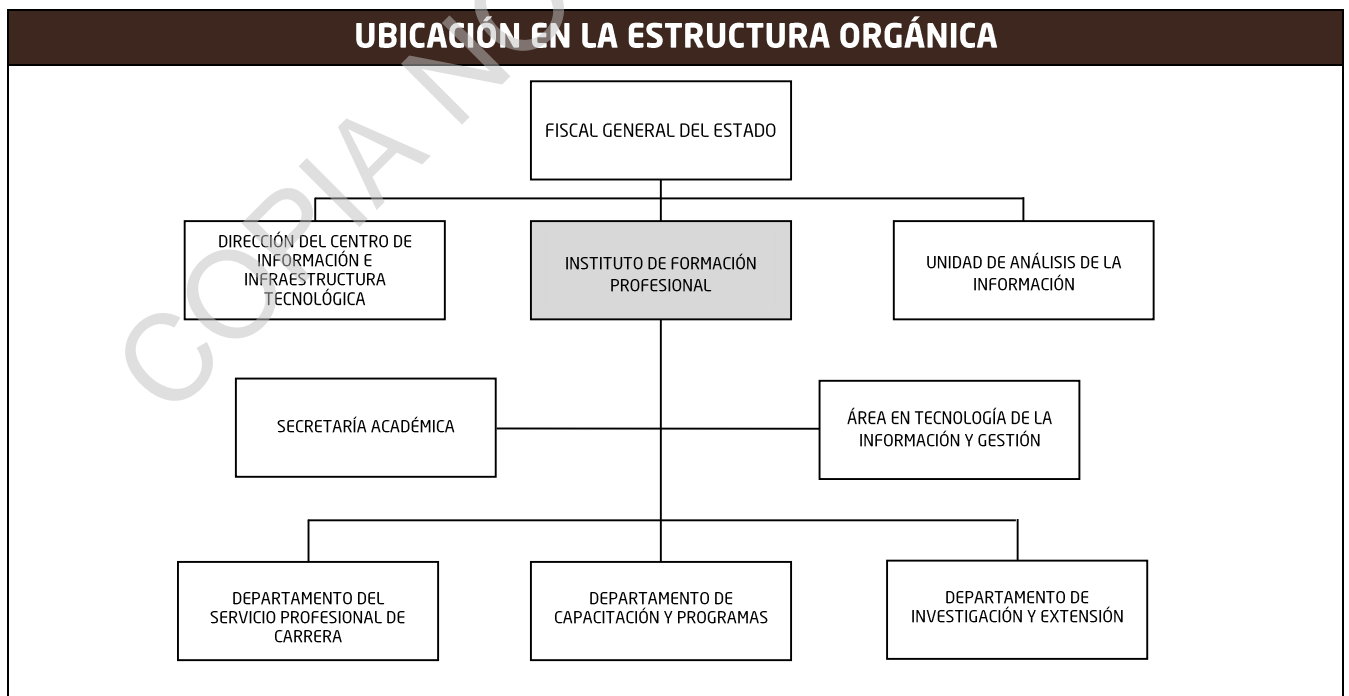 UBICACIÓN EN LA ESTRUCTURA ORGÁNICA
FISCAL GENERAL DEL ESTADO
DIRECCIÓN DEL CENTRO DE
INFORMACIÓN E
INFRAESTRUCTURA
TECNOLÓGICA
INSTITUTO DE FORMACIÓN
PROFESIONAL
UNIDAD DE ANÁLISIS DE LA
INFORMACIÓN
SECRETARÍA ACADÉMICA
ÁREA EN TECNOLOGÍA DE LA
INFORMACIÓN Y GESTIÓN
DEPARTAMENTO DEL
SERVICIO PROFESIONAL DE
CARRERA
DEPARTAMENTO DE
CAPACITACIÓN Y PROGRAMAS
DEPARTAMENTO DE
INVESTIGACIÓN Y EXTENSIÓN
COPIA NO